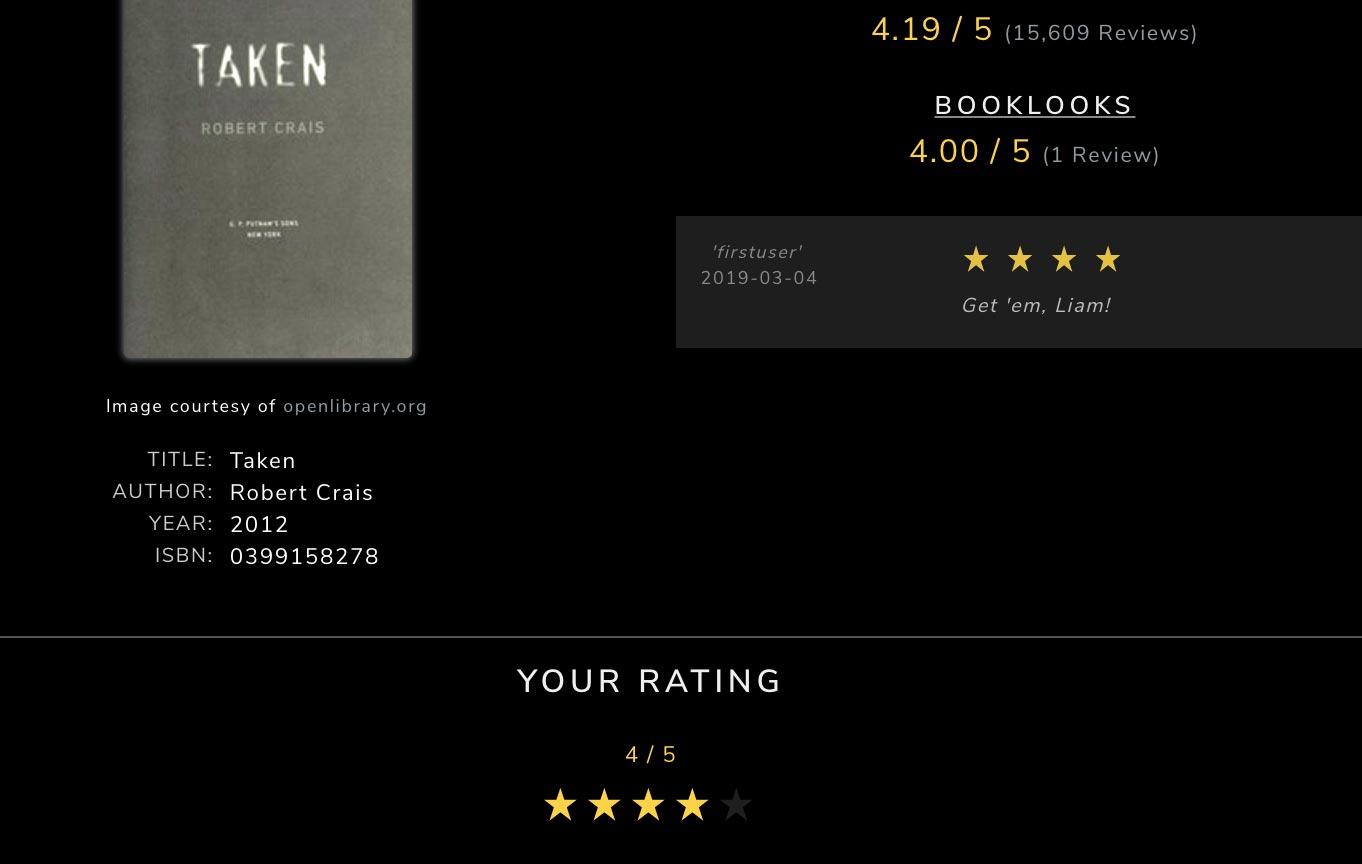 TAKEN
ROBERT CRAIS
G. P. PUTNAM'S SONS
NEW YORK
Image courtesy of openlibrary.org
TITLE: Taken
AUTHOR: Robert Crais
YEAR: 2012
ISBN: 0399158278
4.19 / 5 (15,609 Reviews)
BOOKLOOKS
4.00 / 5 (1 Review)
'firstuser'
2019-03-04
★ ★ ★ ★
Get 'em, Liam!
YOUR RATING
4 / 5
★ ★ ★ ★ ★